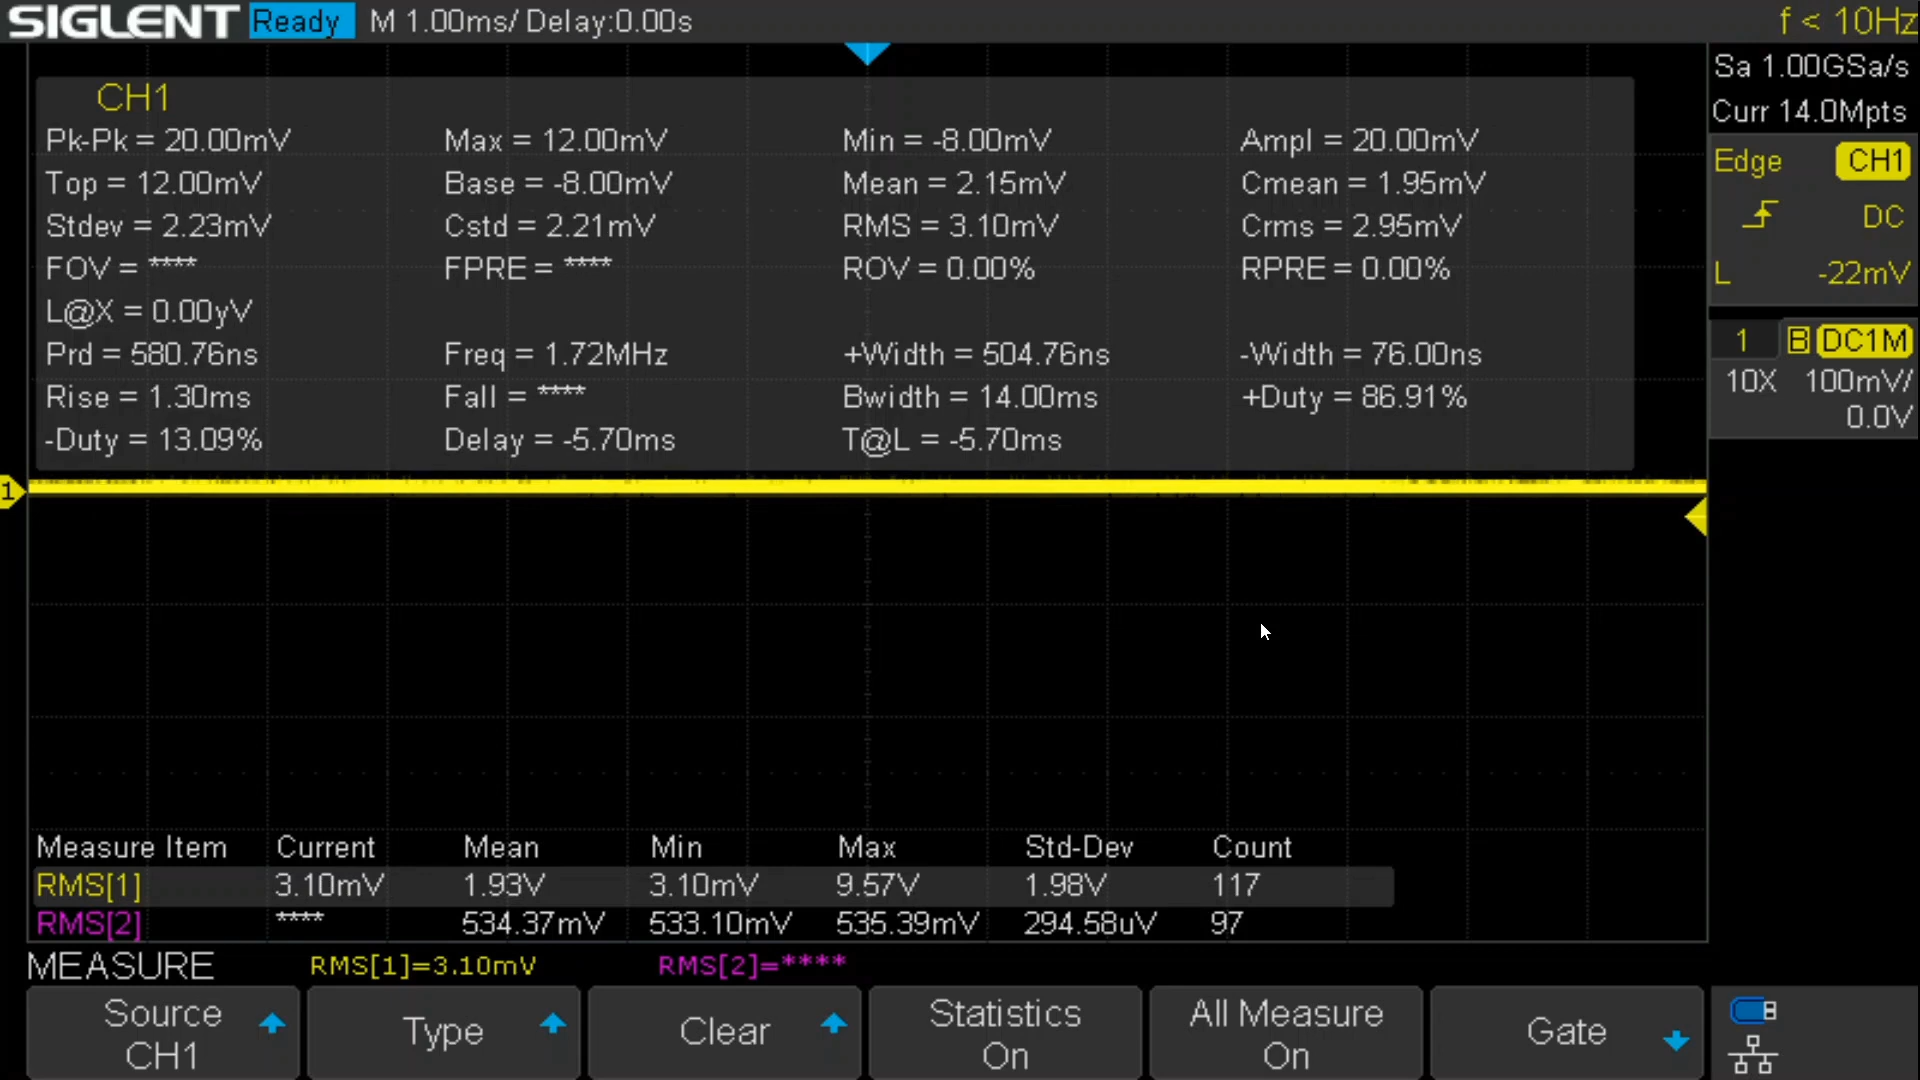 SIGLENT Ready M 1.00ms/ Delay:0.00s f < 10Hz
Sa 1.00GSa/s
Curr 14.0Mpts
CH1
Pk-Pk = 20.00mV Max = 12.00mV Min = -8.00mV Ampl = 20.00mV
Top = 12.00mV Base = -8.00mV Mean = 2.15mV Cmean = 1.95mV
Stdev = 2.23mV Cstd = 2.21mV RMS = 3.10mV Crms = 2.95mV
FOV = **** FPRE = **** ROV = 0.00% RPRE = 0.00%
L@X = 0.00yV
Prd = 580.76ns Freq = 1.72MHz +Width = 504.76ns -Width = 76.00ns
Rise = 1.30ms Fall = **** Bwidth = 14.00ms +Duty = 86.91%
-Duty = 13.09% Delay = -5.70ms T@L = -5.70ms
Edge CH1
DC
L -22mV
1 B DC1M
10X 100mV/
0.0V
1
Measure Item Current Mean Min Max Std-Dev Count
RMS[1] 3.10mV 1.93V 3.10mV 9.57V 1.98V 117
RMS[2] **** 534.37mV 533.10mV 535.39mV 294.58uV 97
MEASURE RMS[1]=3.10mV RMS[2]=****
Source
CH1
Type
Clear
Statistics
On
All Measure
On
Gate